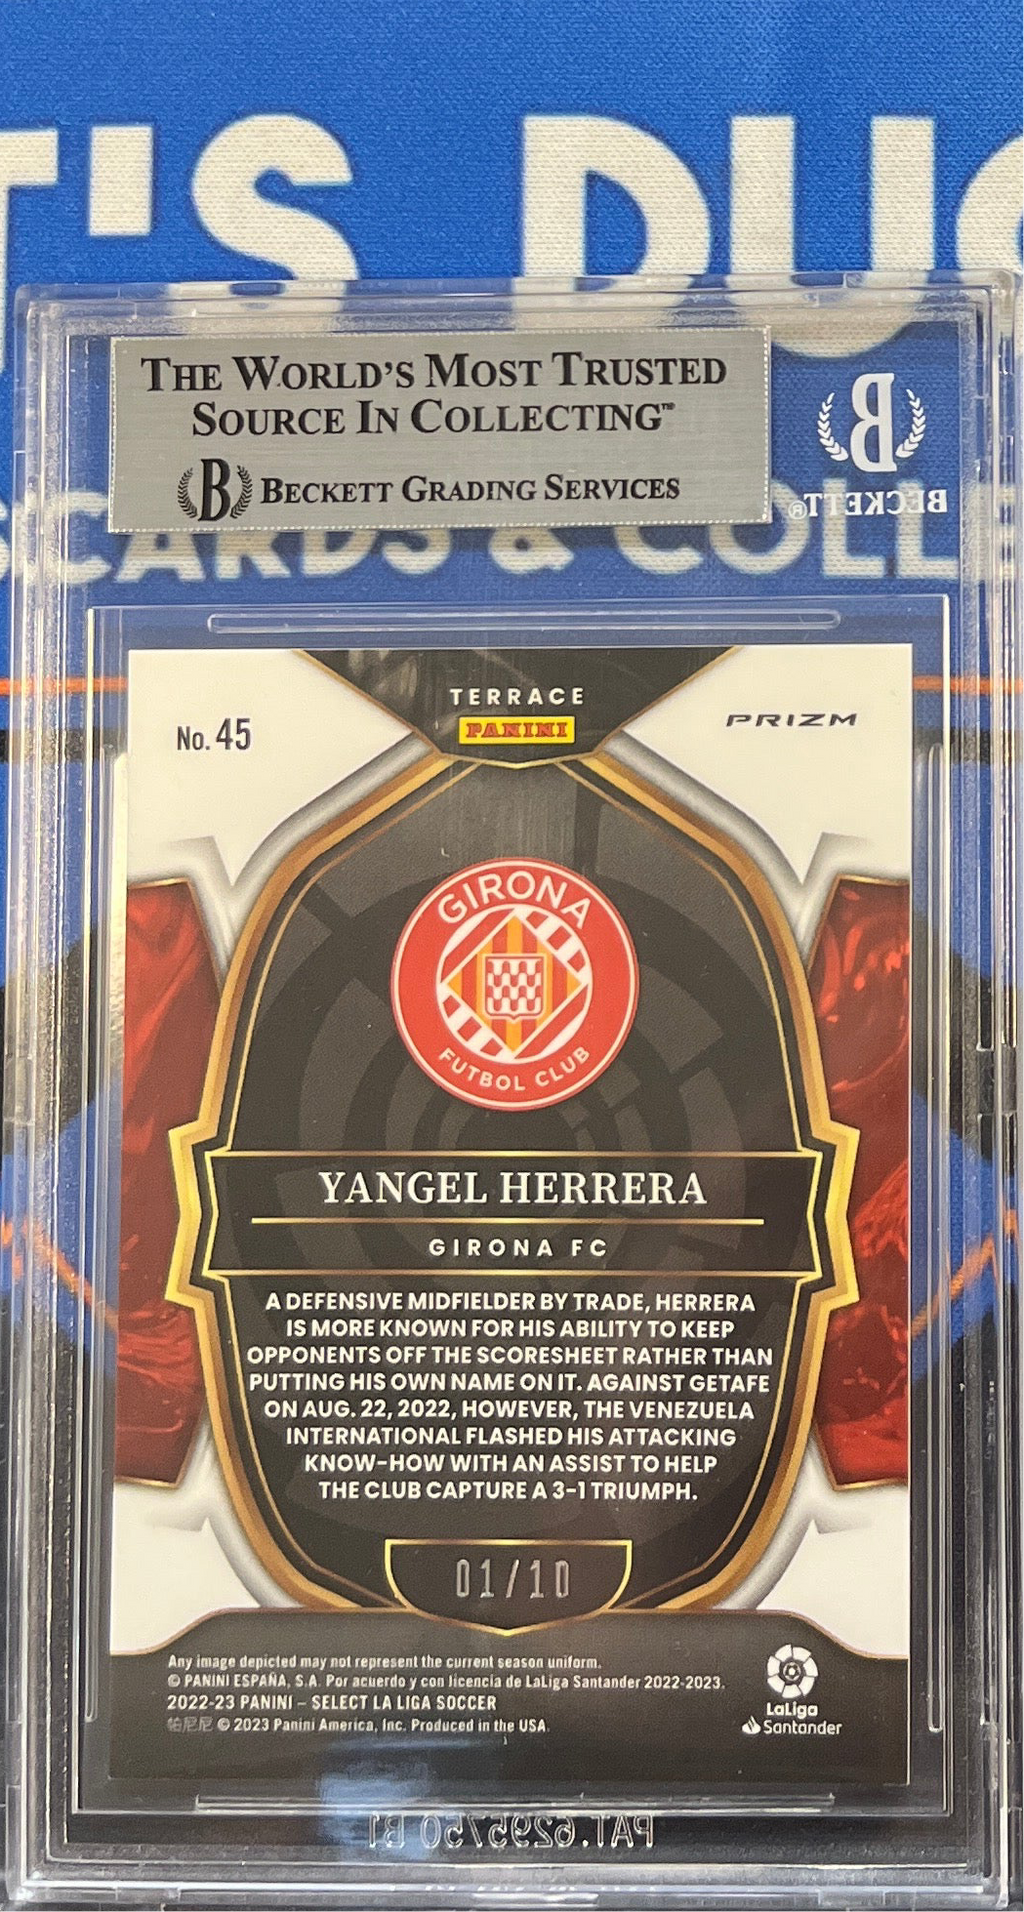 T'S DUG
THE WORLD'S MOST TRUSTED
SOURCE IN COLLECTING™
B BECKETT GRADING SERVICES
B
BECKETT®
CARDS & COLLE
TERRACE
PANINI
No. 45
PRIZM
GIRONA
FUTBOL CLUB
YANGEL HERRERA
GIRONA FC
A DEFENSIVE MIDFIELDER BY TRADE, HERRERA
IS MORE KNOWN FOR HIS ABILITY TO KEEP
OPPONENTS OFF THE SCORESHEET RATHER THAN
PUTTING HIS OWN NAME ON IT. AGAINST GETAFE
ON AUG. 22, 2022, HOWEVER, THE VENEZUELA
INTERNATIONAL FLASHED HIS ATTACKING
KNOW-HOW WITH AN ASSIST TO HELP
THE CLUB CAPTURE A 3-1 TRIUMPH.
01/10
Any image depicted may not represent the current season uniform.
© PANINI ESPAÑA, S.A. Por acuerdo y con licencia de LaLiga Santander 2022-2023.
2022-23 PANINI – SELECT LA LIGA SOCCER
帕尼尼 © 2023 Panini America, Inc. Produced in the USA.
LaLiga
Santander
PAT.6295750 B1